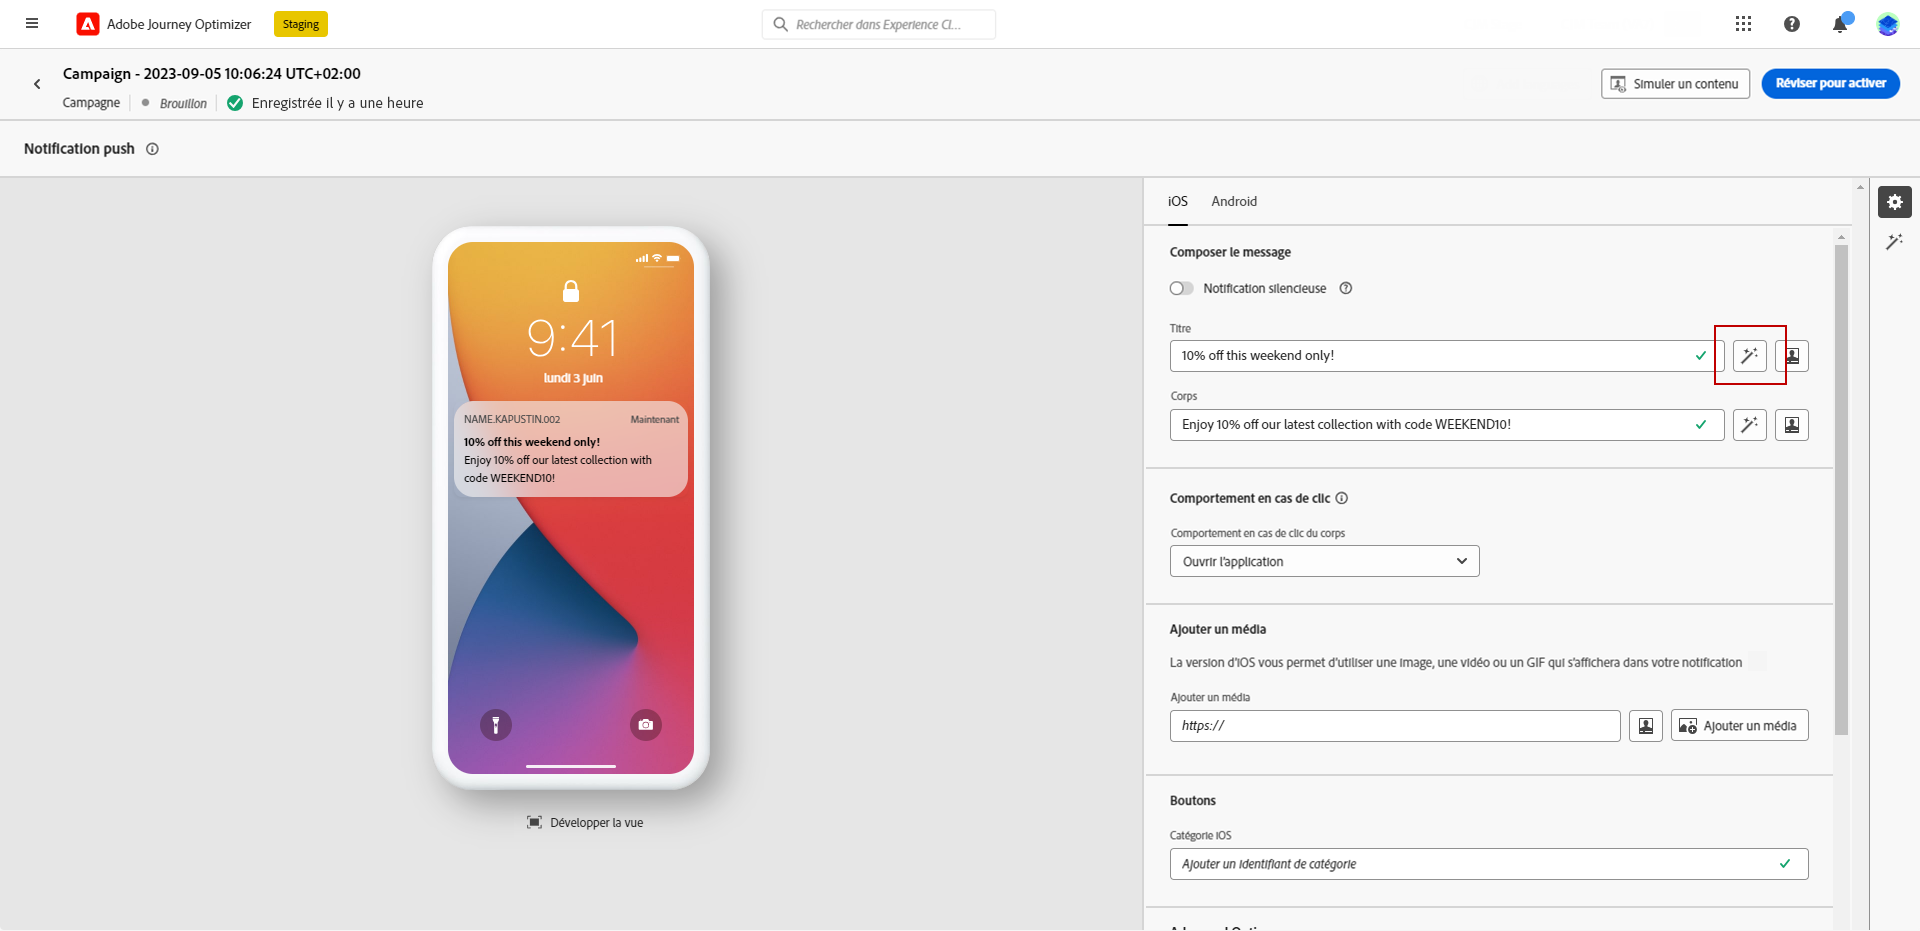 Adobe Journey Optimizer
Staging
Rechercher dans Experience Cl...
Campaign - 2023-09-05 10:06:24 UTC+02:00
Campagne
Brouillon
Enregistrée il y a une heure
Simuler un contenu
Réviser pour activer
Notification push
9:41
lundi 3 juin
NAME.KAPUSTIN.002
Maintenant
10% off this weekend only!
Enjoy 10% off our latest collection with
code WEEKEND10!
Développer la vue
iOS
Android
Composer le message
Notification silencieuse
Titre
10% off this weekend only!
Corps
Enjoy 10% off our latest collection with code WEEKEND10!
Comportement en cas de clic
Comportement en cas de clic du corps
Ouvrir l'application
Ajouter un média
La version d'iOS vous permet d'utiliser une image, une vidéo ou un GIF qui s'affichera dans votre notification
Ajouter un média
https://
Ajouter un média
Boutons
Catégorie iOS
Ajouter un identifiant de catégorie